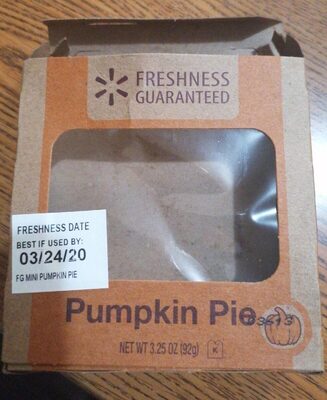 FRESHNESS
GUARANTEED
FRESHNESS DATE
BEST IF USED BY:
03/24/20
FG MINI PUMPKIN PIE
Pumpkin Pie
NET WT 3.25 OZ (92g)
K